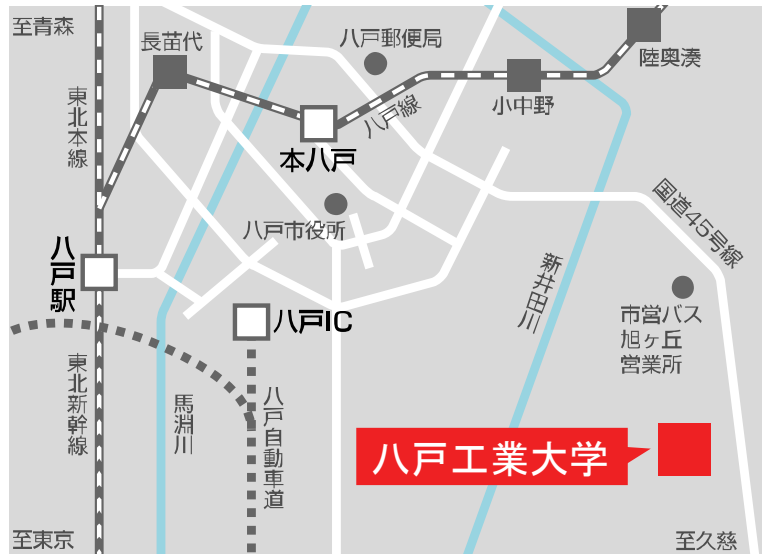 至青森
長苗代
八戸郵便局
陸奥湊
東北本線
八戸線
小中野
本八戸
国道45号線
八戸市役所
八戸駅
新井田川
市営バス
旭ヶ丘
営業所
八戸IC
東北新幹線
馬淵川
八戸自動車道
八戸工業大学
至東京
至久慈